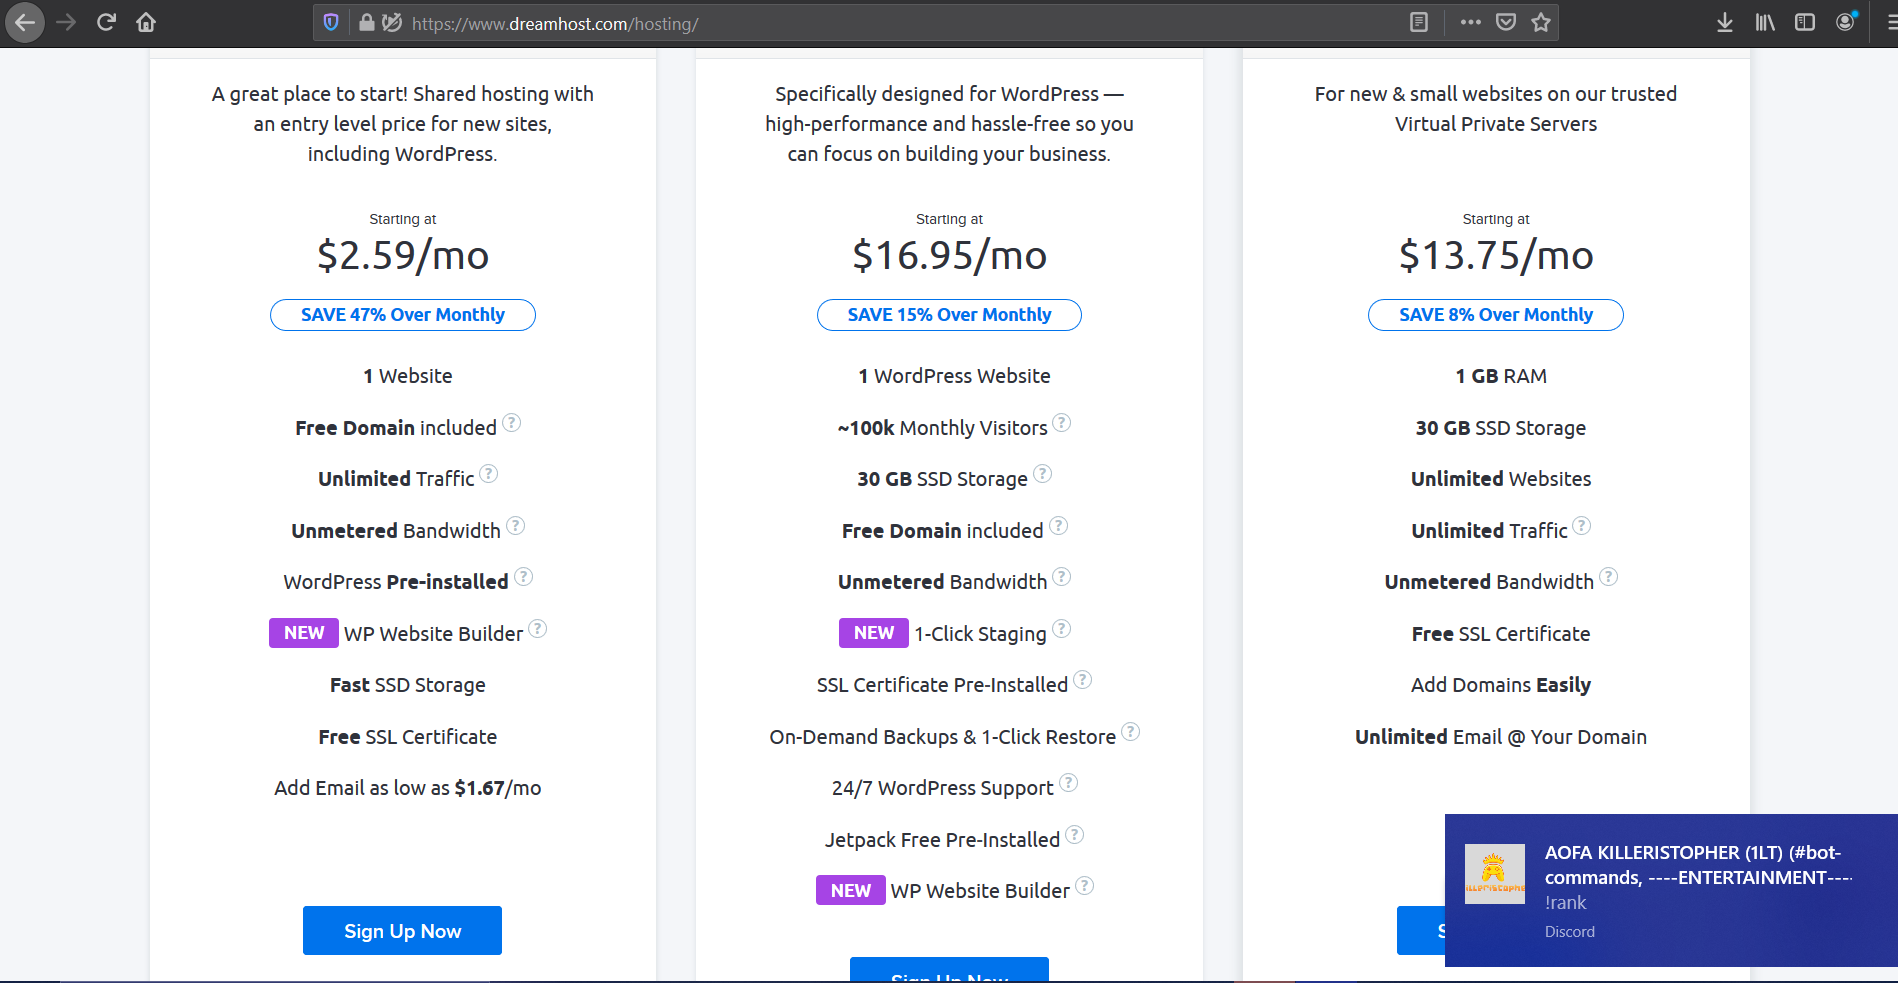 https://www.dreamhost.com/hosting/
A great place to start! Shared hosting with
an entry level price for new sites,
including WordPress.
Starting at
$2.59/mo
SAVE 47% Over Monthly
1 Website
Free Domain included ?
Unlimited Traffic ?
Unmetered Bandwidth ?
WordPress Pre-installed ?
NEW WP Website Builder ?
Fast SSD Storage
Free SSL Certificate
Add Email as low as $1.67/mo
Sign Up Now
Specifically designed for WordPress —
high-performance and hassle-free so you
can focus on building your business.
Starting at
$16.95/mo
SAVE 15% Over Monthly
1 WordPress Website
~100k Monthly Visitors ?
30 GB SSD Storage ?
Free Domain included ?
Unmetered Bandwidth ?
NEW 1-Click Staging ?
SSL Certificate Pre-Installed ?
On-Demand Backups & 1-Click Restore ?
24/7 WordPress Support ?
Jetpack Free Pre-Installed ?
NEW WP Website Builder ?
Sign Up Now
For new & small websites on our trusted
Virtual Private Servers
Starting at
$13.75/mo
SAVE 8% Over Monthly
1 GB RAM
30 GB SSD Storage
Unlimited Websites
Unlimited Traffic ?
Unmetered Bandwidth ?
Free SSL Certificate
Add Domains Easily
Unlimited Email @ Your Domain
AOFA KILLERISTOPHER (1LT) (#bot-
commands, ----ENTERTAINMENT----
!rank
Discord